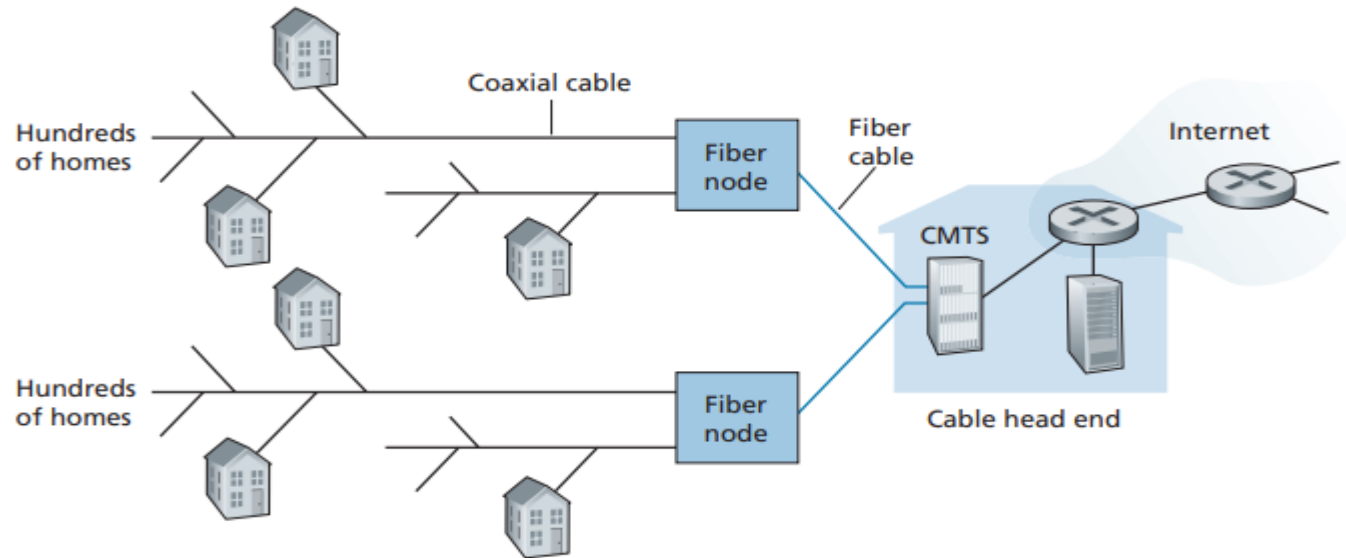 Coaxial cable
Hundreds
of homes
Fiber
node
Fiber
cable
Internet
CMTS
Hundreds
of homes
Fiber
node
Cable head end